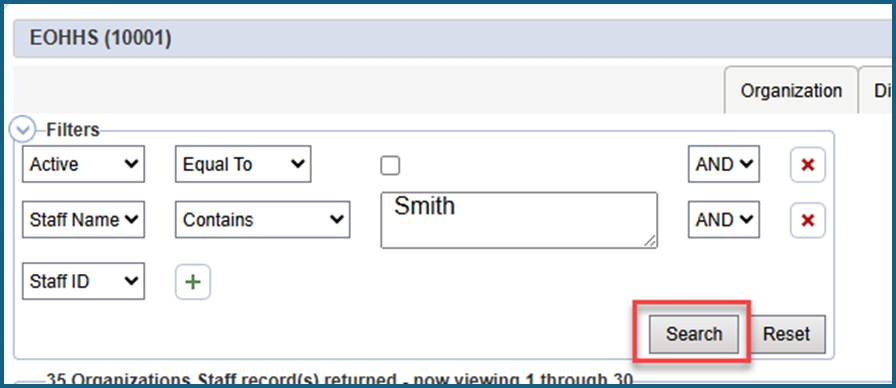 EOHHS (10001)
Organization Di
Filters
Active Equal To AND
Staff Name Contains Smith AND
Staff ID
Search Reset
35 Organizations Staff record(s) returned - now viewing 1 through 30